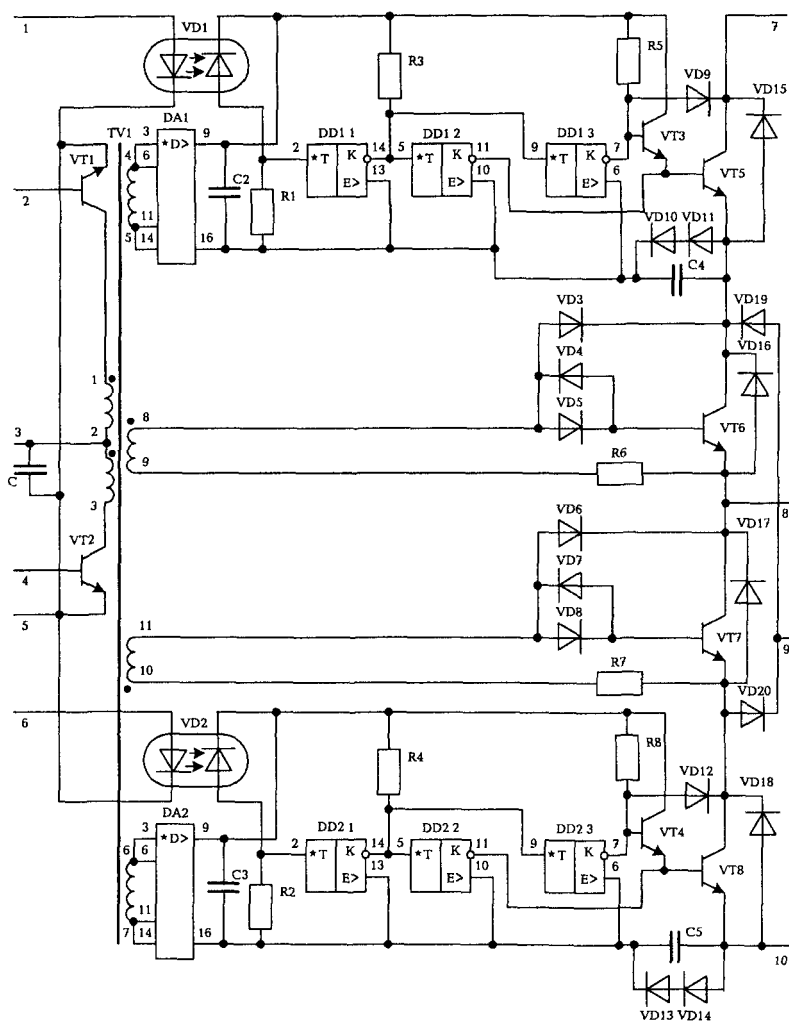 1
VD1
7
R3
R5
VD9
VD15
DA1
TV1
3
*D>
9
DD1 1
DD1 2
DD1 3
VT3
VT1
4
6
2
*T
K
14
5
*T
K
11
9
*T
K
7
VT5
C2
E>
13
E>
10
E>
6
2
R1
11
5
14
16
VD10
VD11
C4
VD3
VD19
VD4
VD16
1
8
VD5
3
2
VT6
C
9
R6
3
8
VD6
VD17
VT2
VD7
4
11
VD8
5
VT7
9
10
R7
VD20
6
VD2
R4
R8
VD12
VD18
DA2
3
*D>
9
DD2 1
DD2 2
DD2 3
6
6
2
*T
K
14
5
*T
K
11
9
*T
K
7
VT4
C3
E>
13
E>
10
E>
6
VT8
R2
11
7
14
16
C5
10
VD13
VD14